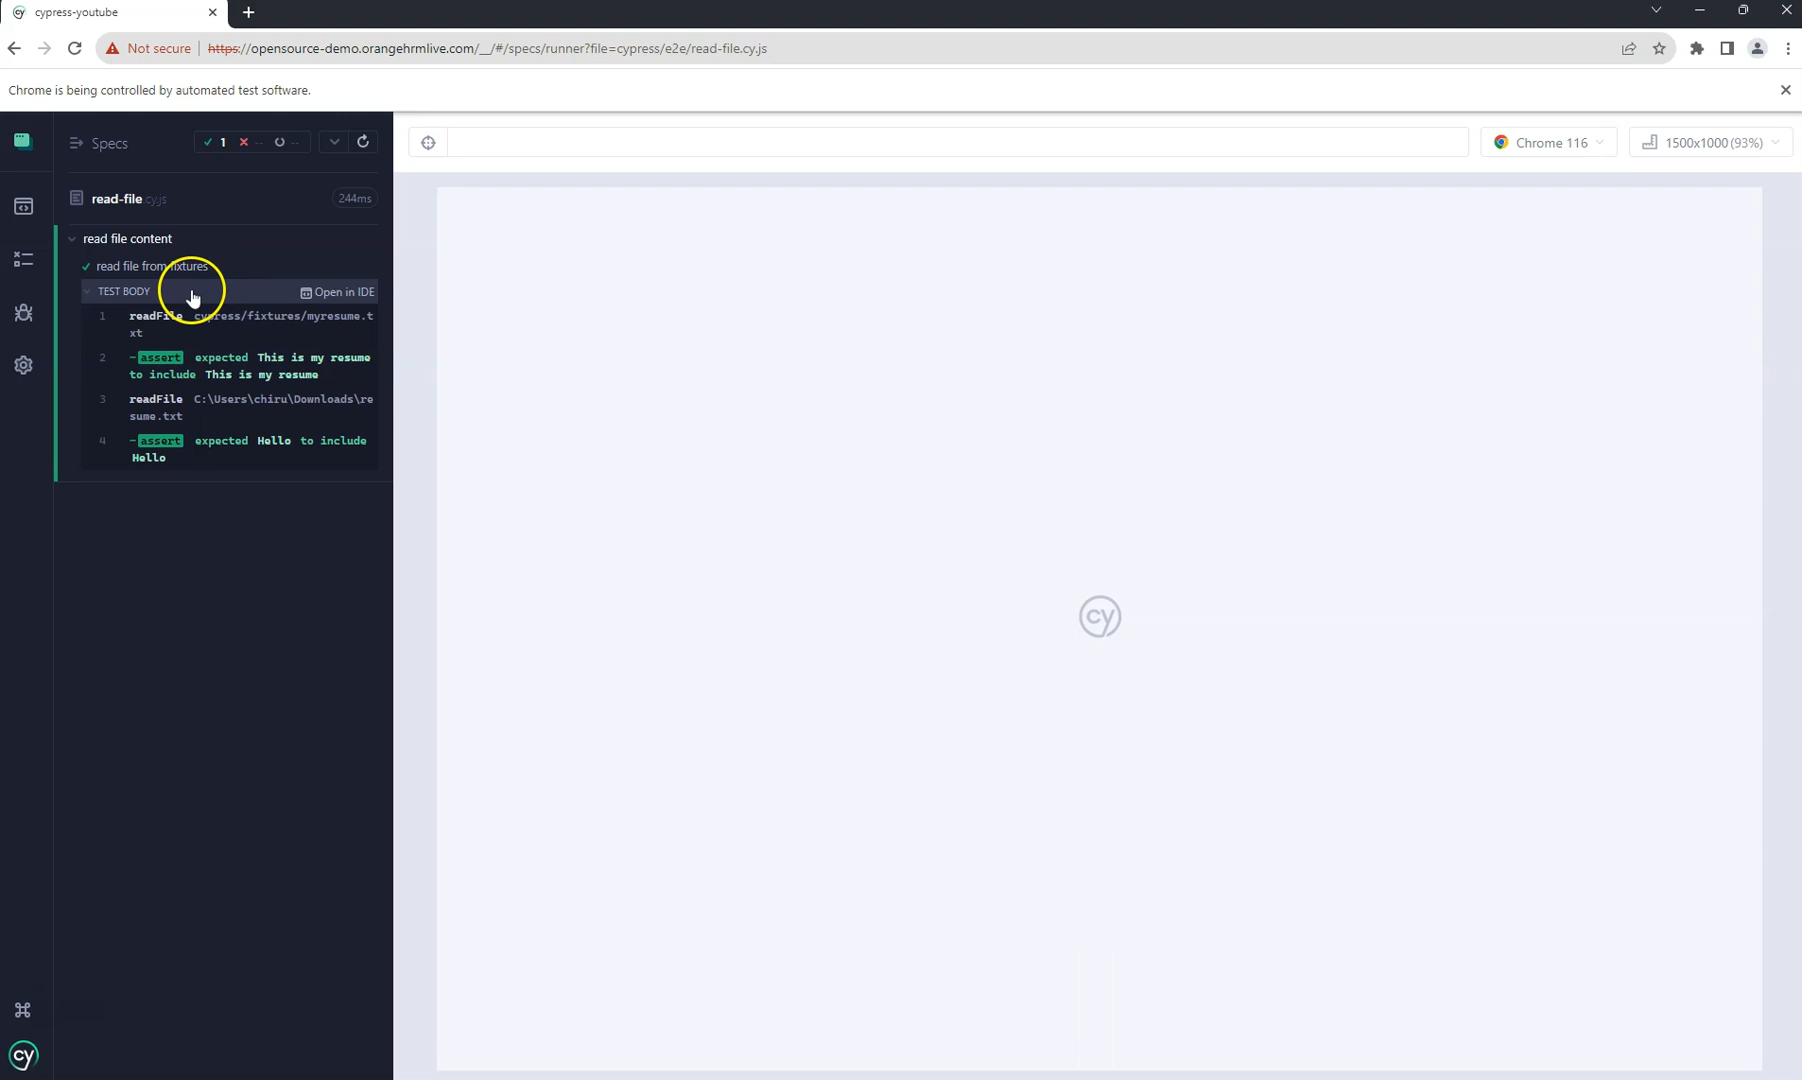 cypress-youtube
Not secure | https://opensource-demo.orangehrmlive.com/__/#/specs/runner?file=cypress/e2e/read-file.cy.js
Chrome is being controlled by automated test software.
Specs 1 -- --
Chrome 116
1500x1000 (93%)
read-file.cy.js 244ms
read file content
read file from fixtures
TEST BODY Open in IDE
1 readFile cypress/fixtures/myresume.t
xt
2 -assert expected This is my resume
to include This is my resume
3 readFile C:\Users\chiru\Downloads\re
sume.txt
4 -assert expected Hello to include
Hello
cy
cy